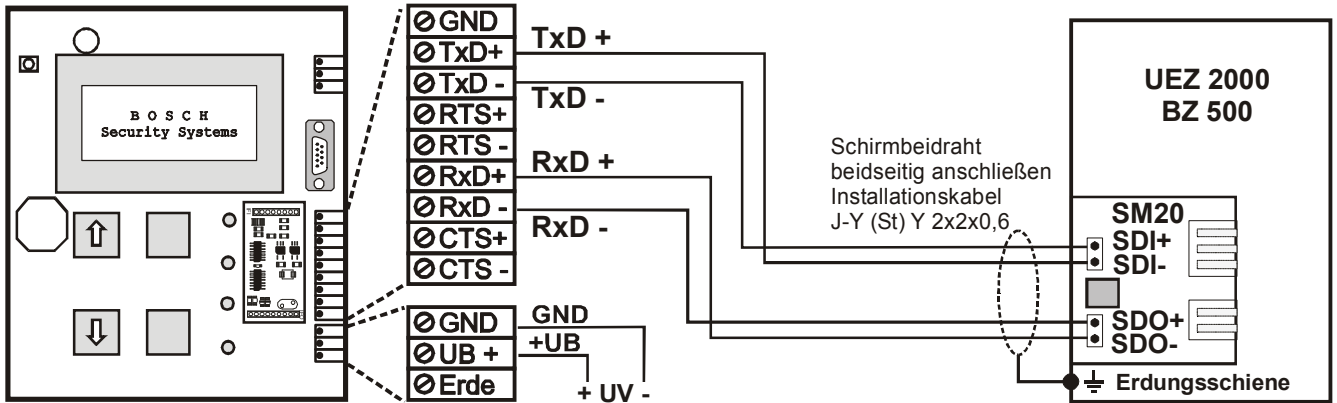 B O S C H
Security Systems
GND
TxD+
TxD -
RTS+
RTS -
RxD+
RxD -
CTS+
CTS -
GND
UB +
Erde
TxD +
TxD -
RxD +
RxD -
GND
+UB
+ UV -
Schirmbeidraht
beidseitig anschließen
Installationskabel
J-Y (St) Y 2x2x0,6
UEZ 2000
BZ 500
SM20
SDI+
SDI-
SDO+
SDO-
Erdungsschiene